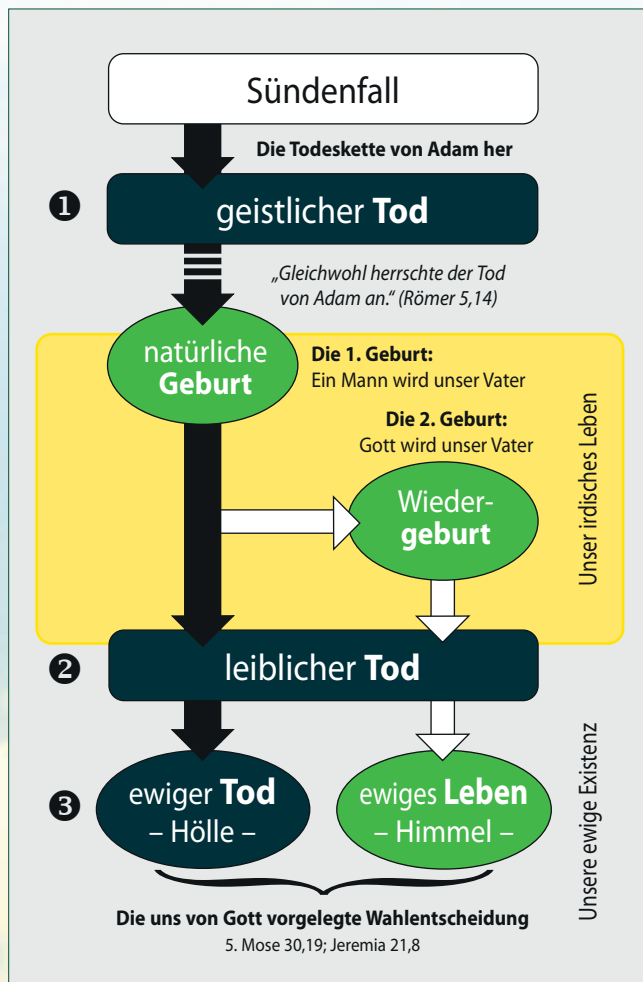 Sündenfall
Die Todeskette von Adam her
❶
geistlicher Tod
„Gleichwohl herrschte der Tod
von Adam an.“ (Römer 5,14)
natürliche
Geburt
Die 1. Geburt:
Ein Mann wird unser Vater
Die 2. Geburt:
Gott wird unser Vater
Wieder-
geburt
Unser irdisches Leben
❷
leiblicher Tod
❸
ewiger Tod
– Hölle –
ewiges Leben
– Himmel –
Unsere ewige Existenz
Die uns von Gott vorgelegte Wahlentscheidung
5. Mose 30,19; Jeremia 21,8